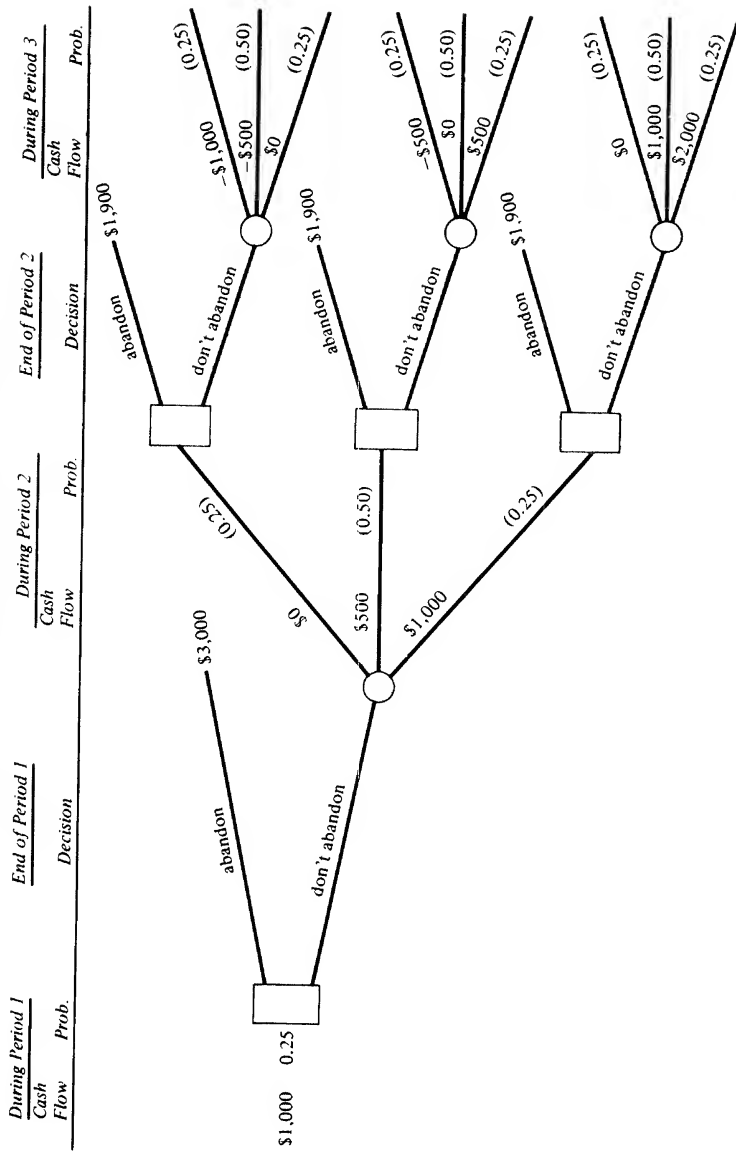 During Period 1
Cash
Flow Prob.
End of Period 1
Decision
During Period 2
Cash
Flow Prob.
End of Period 2
Decision
During Period 3
Cash
Flow Prob.
$1,000 0.25
abandon
$3,000
don't abandon
$0 (0.25)
$500 (0.50)
$1,000 (0.25)
abandon
$1,900
don't abandon
-$1,000 (0.25)
-$500 (0.50)
$0 (0.25)
abandon
$1,900
don't abandon
-$500 (0.25)
$0 (0.50)
$500 (0.25)
abandon
$1,900
don't abandon
$0 (0.25)
$1,000 (0.50)
$2,000 (0.25)